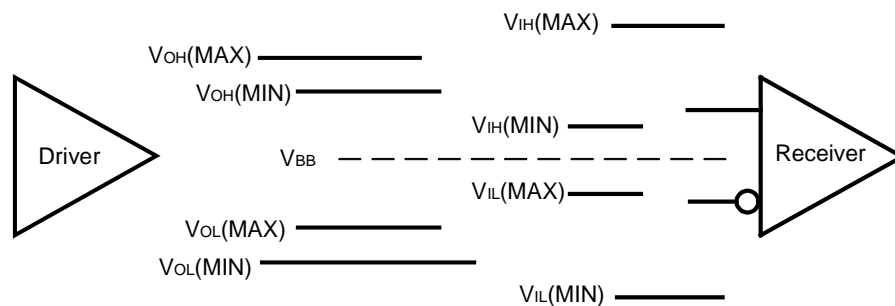 VIH(MAX)
VOH(MAX)
VOH(MIN)
VIH(MIN)
Driver
VBB
Receiver
VIL(MAX)
VOL(MAX)
VOL(MIN)
VIL(MIN)